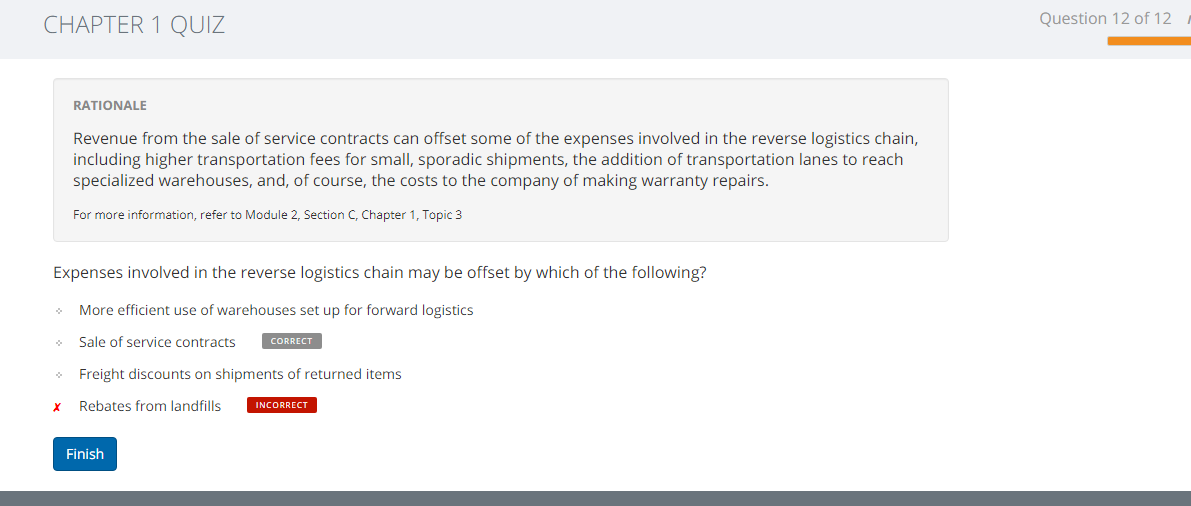 CHAPTER 1 QUIZ
Question 12 of 12
RATIONALE
Revenue from the sale of service contracts can offset some of the expenses involved in the reverse logistics chain,
including higher transportation fees for small, sporadic shipments, the addition of transportation lanes to reach
specialized warehouses, and, of course, the costs to the company of making warranty repairs.
For more information, refer to Module 2, Section C, Chapter 1, Topic 3
Expenses involved in the reverse logistics chain may be offset by which of the following?
More efficient use of warehouses set up for forward logistics
Sale of service contracts CORRECT
Freight discounts on shipments of returned items
✗ Rebates from landfills INCORRECT
Finish